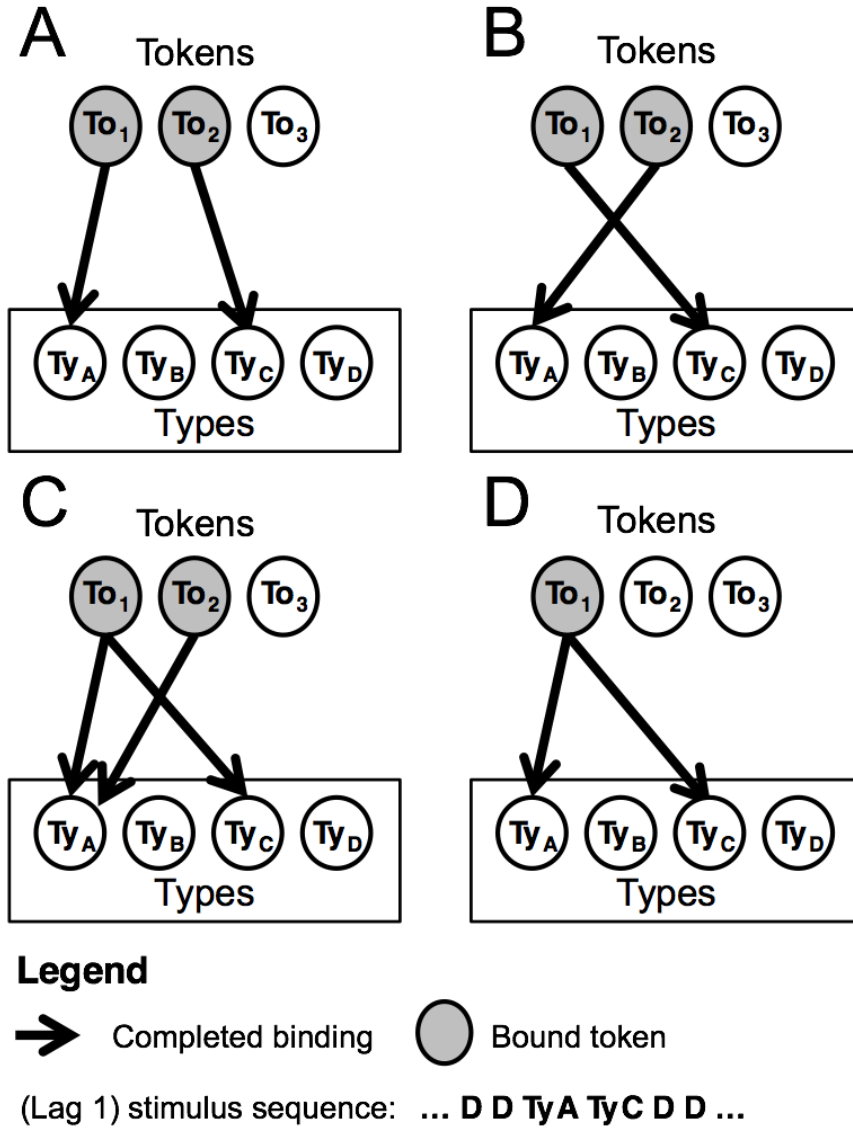 A B
Tokens Tokens
To1 To2 To3 To1 To2 To3
TyA TyB TyC TyD TyA TyB TyC TyD
Types Types
C D
Tokens Tokens
To1 To2 To3 To1 To2 To3
TyA TyB TyC TyD TyA TyB TyC TyD
Types Types
Legend
Completed binding Bound token
(Lag 1) stimulus sequence: ... D D TyA TyC D D ...